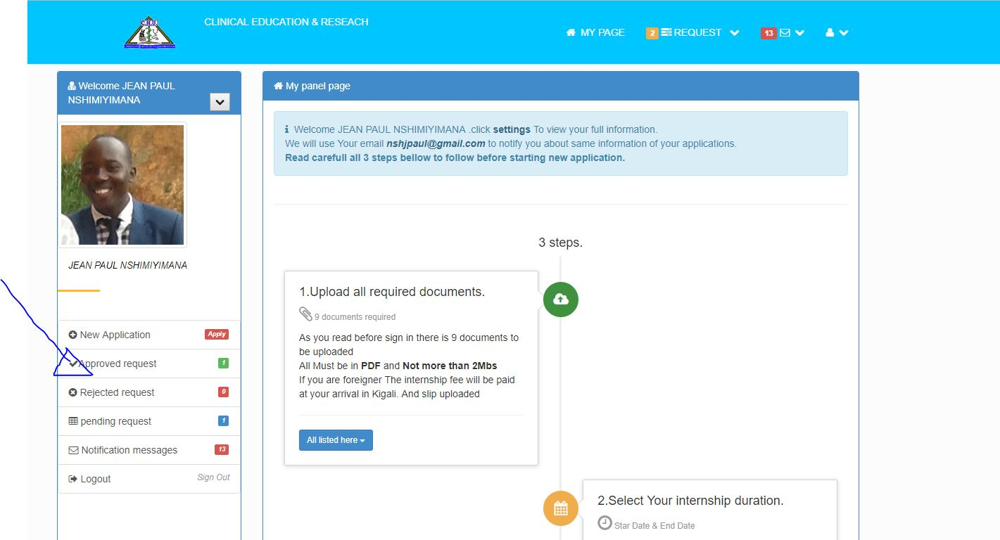 CLINICAL EDUCATION & RESEACH
MY PAGE
2 REQUEST
13
Welcome JEAN PAUL
NSHIMIYIMANA
JEAN PAUL NSHIMIYIMANA
New Application Apply
Approved request 1
Rejected request 0
pending request 1
Notification messages 13
Logout Sign Out
My panel page
Welcome JEAN PAUL NSHIMIYIMANA .click settings To view your full information.
We will use Your email nshjpaul@gmail.com to notify you about same information of your applications.
Read carefull all 3 steps bellow to follow before starting new application.
3 steps.
1.Upload all required documents.
9 documents required
As you read before sign in there is 9 documents to
be uploaded
All Must be in PDF and Not more than 2Mbs
If you are foreigner The internship fee will be paid
at your arrival in Kigali. And slip uploaded
All listed here
2.Select Your internship duration.
Star Date & End Date